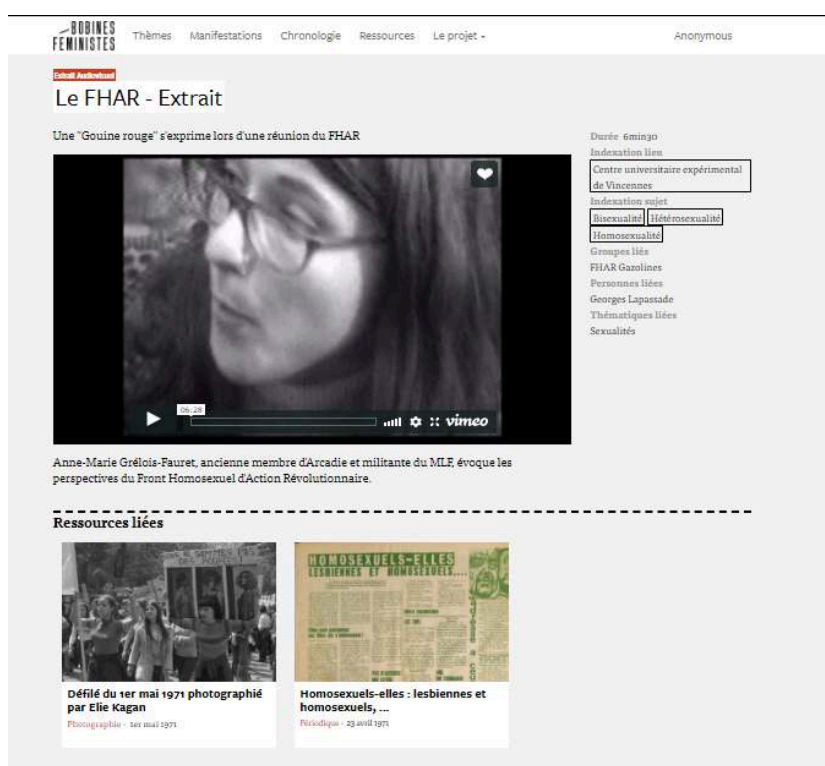 BOBINES
FEMINISTES
Thèmes Manifestations Chronologie Ressources Le projet
Anonymous
Extrait Audiovisuel
Le FHAR - Extrait
Une "Gouine rouge" s'exprime lors d'une réunion du FHAR
06:28
vimeo
Anne-Marie Grélois-Fauret, ancienne membre d'Arcadie et militante du MLF, évoque les
perspectives du Front Homosexuel d'Action Révolutionnaire.
Durée 6min30
Indexation lieu
Centre universitaire expérimental
de Vincennes
Indexation sujet
Bisexualité Hétérosexualité
Homosexualité
Groupes liés
FHAR Gazolines
Personnes liées
Georges Lapassade
Thématiques liées
Sexualités
Ressources liées
HOMOSEXUELS-ELLES
LESBIENNES ET HOMOSEXUELS....
Défilé du 1er mai 1971 photographié
par Elie Kagan
Photographie - 1er mai 1971
Homosexuels-elles : lesbiennes et
homosexuels, ...
Périodique - 23 avril 1971